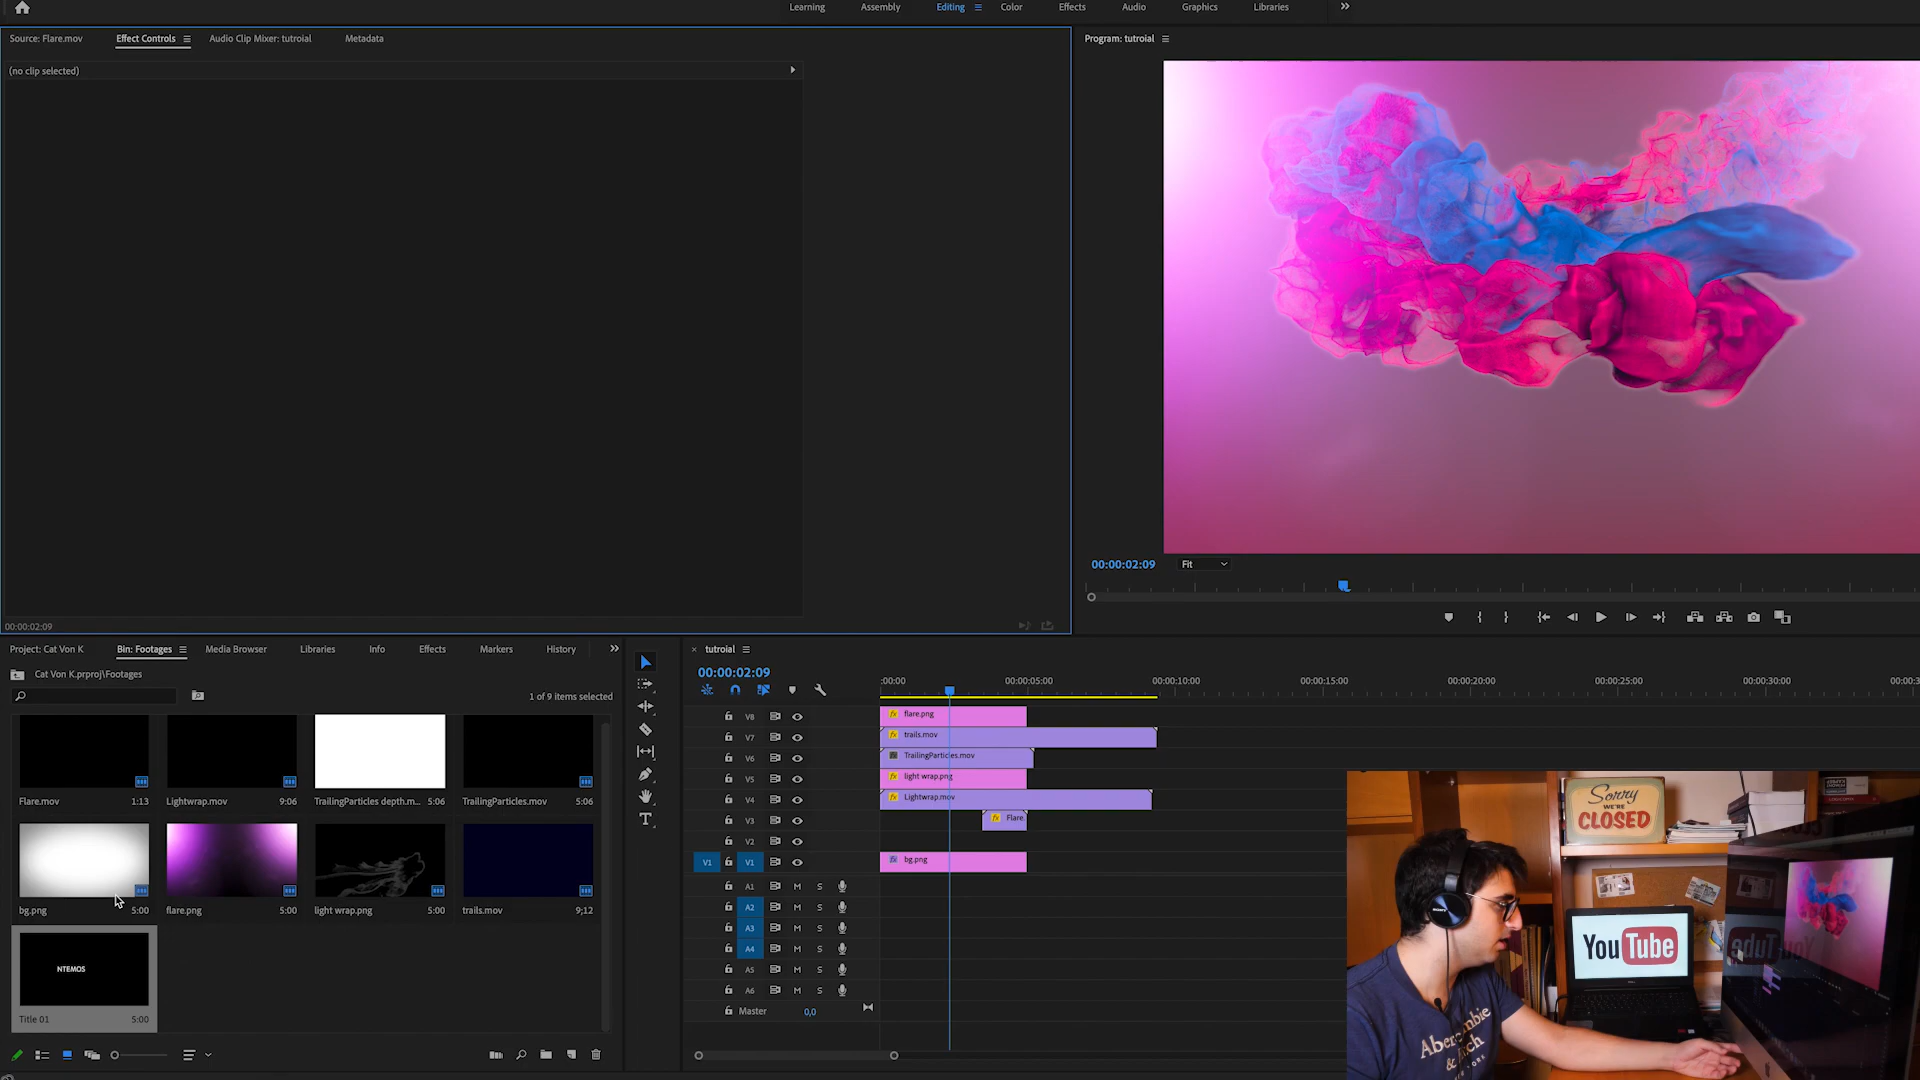 Learning Assembly Editing Color Effects Audio Graphics Libraries
Source: Flare.mov Effect Controls Audio Clip Mixer: tutroial Metadata
Program: tutroial
(no clip selected)
00:00:02:09
00:00:02:09 Fit
Project: Cat Von K Bin: Footages Media Browser Libraries Info Effects Markers History
Cat Von K.prproj\Footages
1 of 9 items selected
Flare.mov 1:13
Lightwrap.mov 9:06
TrailingParticles depth.m... 5:06
TrailingParticles.mov 5:06
bg.png 5:00
flare.png 5:00
light wrap.png 5:00
trails.mov 9;12
NTEMOS
Title 01 5:00
tutroial
00:00:02:09
:00:00 00:00:05:00 00:00:10:00 00:00:15:00 00:00:20:00 00:00:25:00 00:00:30:00 00:00:3
V8 flare.png
V7 trails.mov
V6 TrailingParticles.mov
V5 light wrap.png
V4 Lightwrap.mov
V3 Flare.
V2
V1 V1 bg.png
A1 M S
A2 M S
A3 M S
A4 M S
A5 M S
A6 M S
Master 0,0
Sorry
WE'RE
CLOSED
YouTube